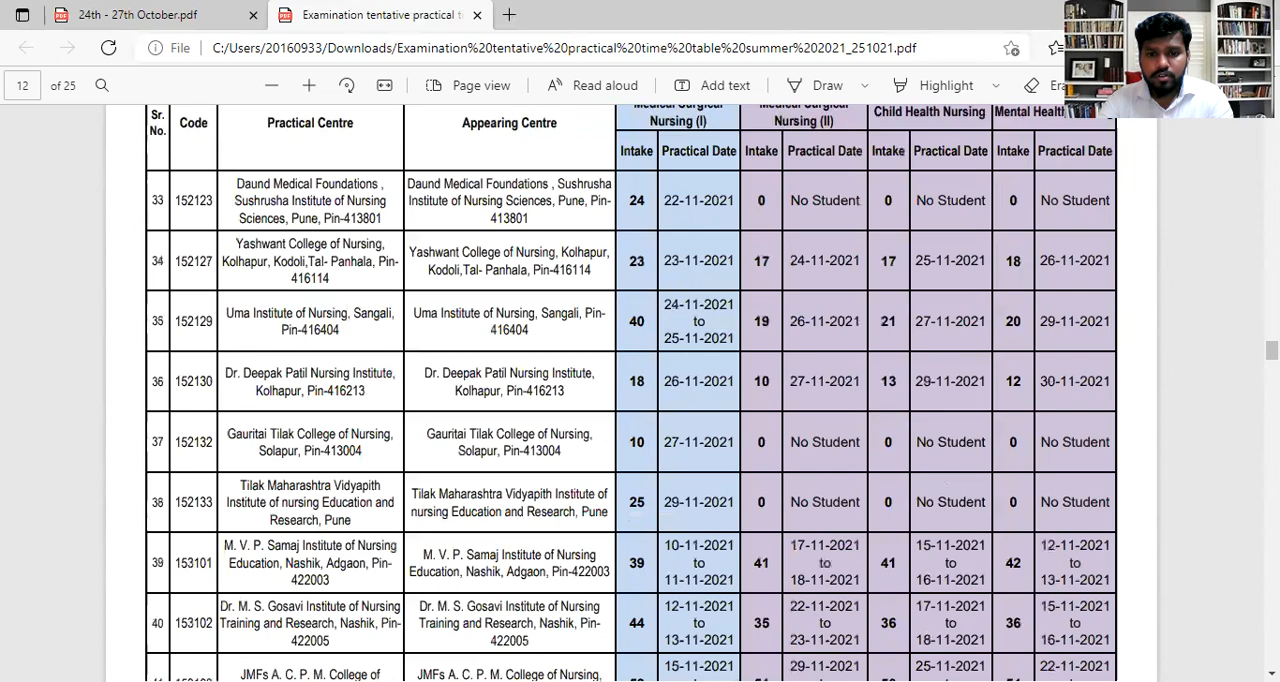 24th - 27th October.pdf
Examination tentative practical t
File
C:/Users/20160933/Downloads/Examination%20tentative%20practical%20time%20table%20summer%202021_251021.pdf
12 of 25
Page view
Read aloud
Add text
Draw
Highlight
Sr. No. Code Practical Centre Appearing Centre
Medical Surgical Nursing (I)
Medical Surgical Nursing (II)
Child Health Nursing
Mental Health
Intake Practical Date Intake Practical Date Intake Practical Date Intake Practical Date
33 152123
Daund Medical Foundations ,
Sushrusha Institute of Nursing
Sciences, Pune, Pin-413801
Daund Medical Foundations , Sushrusha
Institute of Nursing Sciences, Pune, Pin-
413801
24 22-11-2021 0 No Student 0 No Student 0 No Student
34 152127
Yashwant College of Nursing,
Kolhapur, Kodoli,Tal- Panhala, Pin-
416114
Yashwant College of Nursing, Kolhapur,
Kodoli,Tal- Panhala, Pin-416114
23 23-11-2021 17 24-11-2021 17 25-11-2021 18 26-11-2021
35 152129
Uma Institute of Nursing, Sangali,
Pin-416404
Uma Institute of Nursing, Sangali, Pin-
416404
40
24-11-2021
to
25-11-2021
19 26-11-2021 21 27-11-2021 20 29-11-2021
36 152130
Dr. Deepak Patil Nursing Institute,
Kolhapur, Pin-416213
Dr. Deepak Patil Nursing Institute,
Kolhapur, Pin-416213
18 26-11-2021 10 27-11-2021 13 29-11-2021 12 30-11-2021
37 152132
Gauritai Tilak College of Nursing,
Solapur, Pin-413004
Gauritai Tilak College of Nursing,
Solapur, Pin-413004
10 27-11-2021 0 No Student 0 No Student 0 No Student
38 152133
Tilak Maharashtra Vidyapith
Institute of nursing Education and
Research, Pune
Tilak Maharashtra Vidyapith Institute of
nursing Education and Research, Pune
25 29-11-2021 0 No Student 0 No Student 0 No Student
39 153101
M. V. P. Samaj Institute of Nursing
Education, Nashik, Adgaon, Pin-
422003
M. V. P. Samaj Institute of Nursing
Education, Nashik, Adgaon, Pin-422003
39
10-11-2021
to
11-11-2021
41
17-11-2021
to
18-11-2021
41
15-11-2021
to
16-11-2021
42
12-11-2021
to
13-11-2021
40 153102
Dr. M. S. Gosavi Institute of Nursing
Training and Research, Nashik, Pin-
422005
Dr. M. S. Gosavi Institute of Nursing
Training and Research, Nashik, Pin-
422005
44
12-11-2021
to
13-11-2021
35
22-11-2021
to
23-11-2021
36
17-11-2021
to
18-11-2021
36
15-11-2021
to
16-11-2021
JMFs A. C. P. M. College of
JMFs A. C. P. M. College of Nursing,
15-11-2021
29-11-2021
25-11-2021
22-11-2021